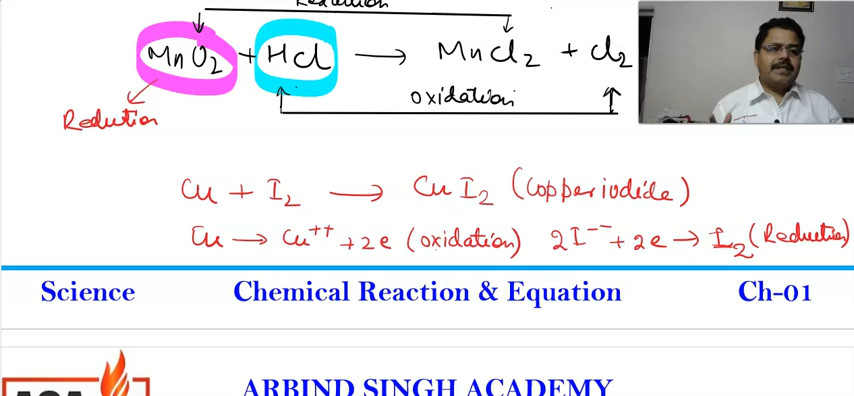 Reduction
MnO2 + HCl → MnCl2 + Cl2
oxidation
Reduction
Cu + I2 → CuI2 (Copper iodide)
Cu → Cu++ + 2e (oxidation) 2I-- + 2e → I2 (Reduction)
Science Chemical Reaction & Equation Ch-01
ARBIND SINGH ACADEMY
ASA